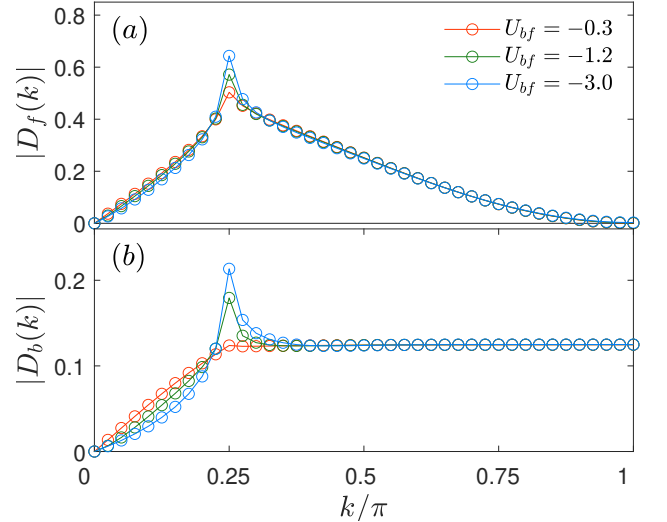 (a)
U_bf = −0.3
U_bf = −1.2
U_bf = −3.0
|D_f(k)|
0.8
0.6
0.4
0.2
0
(b)
|D_b(k)|
0.2
0.1
0
0 0.25 0.5 0.75 1
k/π